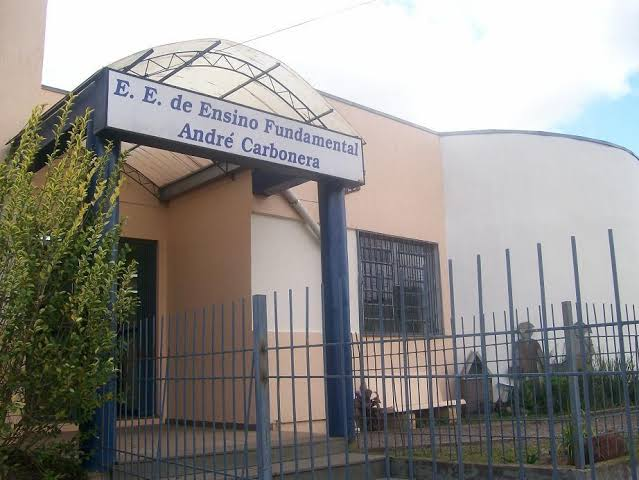 E. E. de Ensino Fundamental
André Carbonera